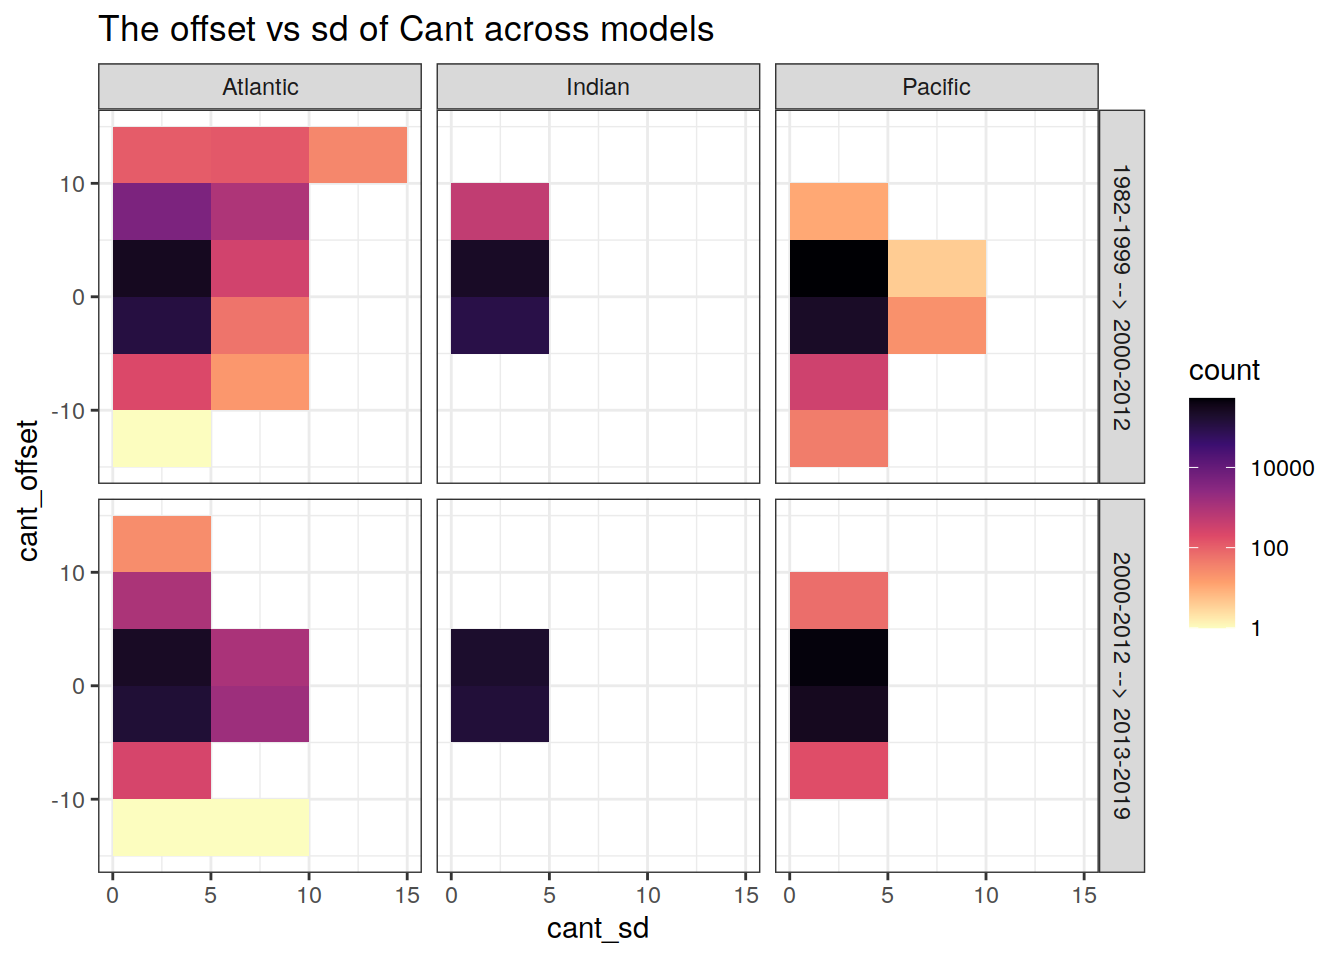 The offset vs sd of Cant across models
Atlantic
Indian
Pacific
10
0
-10
1982-1999 --> 2000-2012
10
0
-10
2000-2012 --> 2013-2019
0 5 10 15
0 5 10 15
0 5 10 15
cant_sd
cant_offset
count
10000
100
1